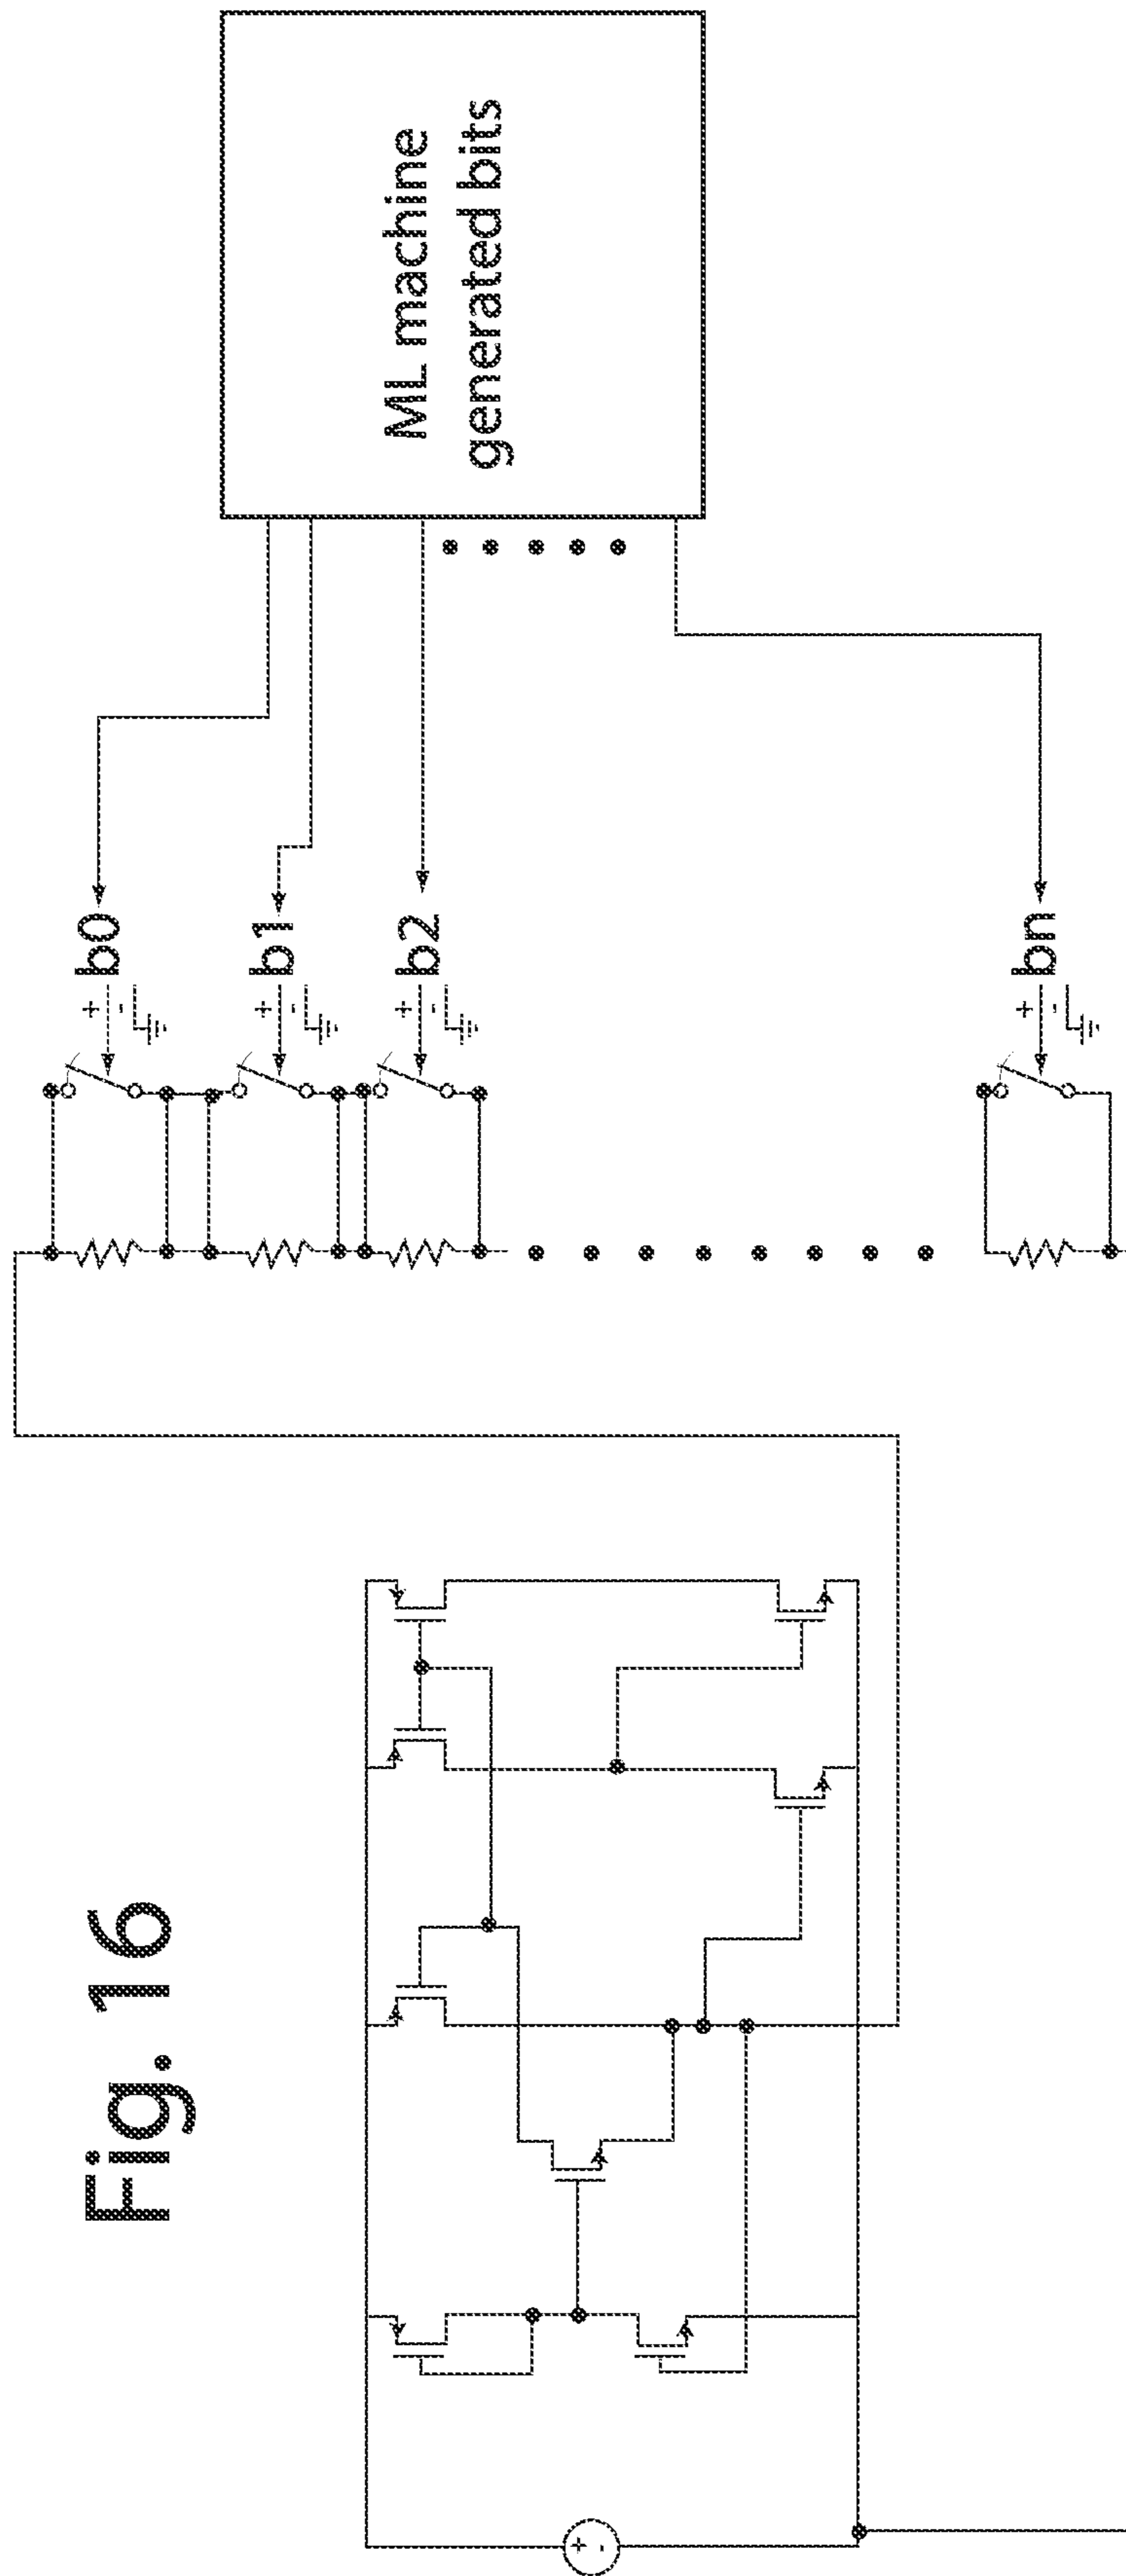 Fig. 16
ML machine
generated bits
b0
b1
b2
bn
+
-
+
-
+
-
+
-
+
-